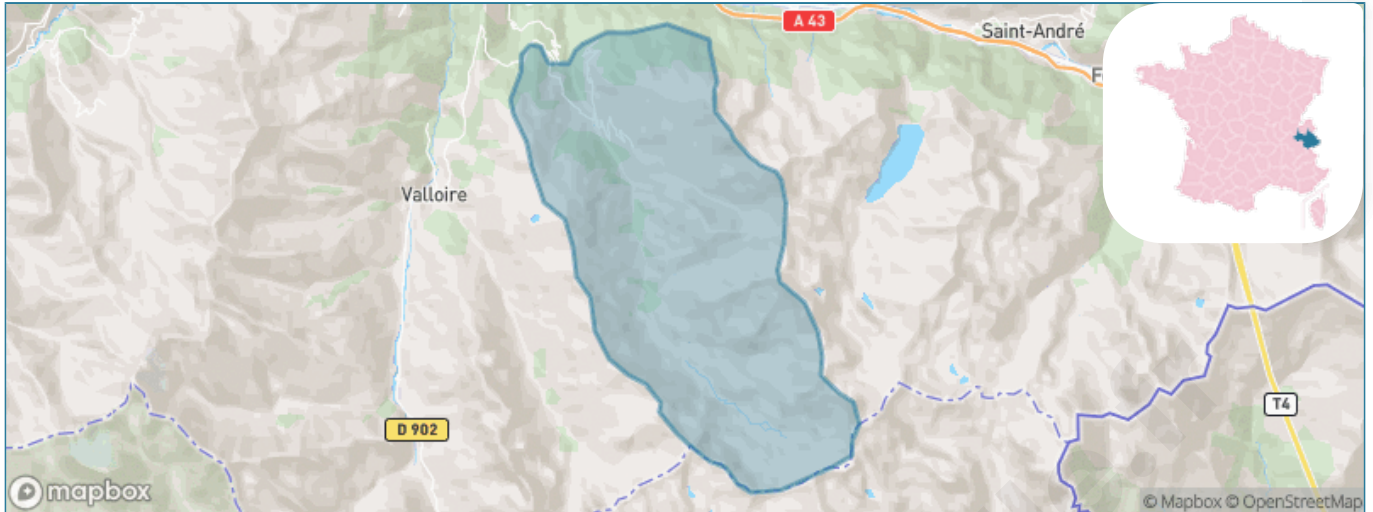 A 43
Saint-André
Valloire
D 902
T4
mapbox
© Mapbox © OpenStreetMap